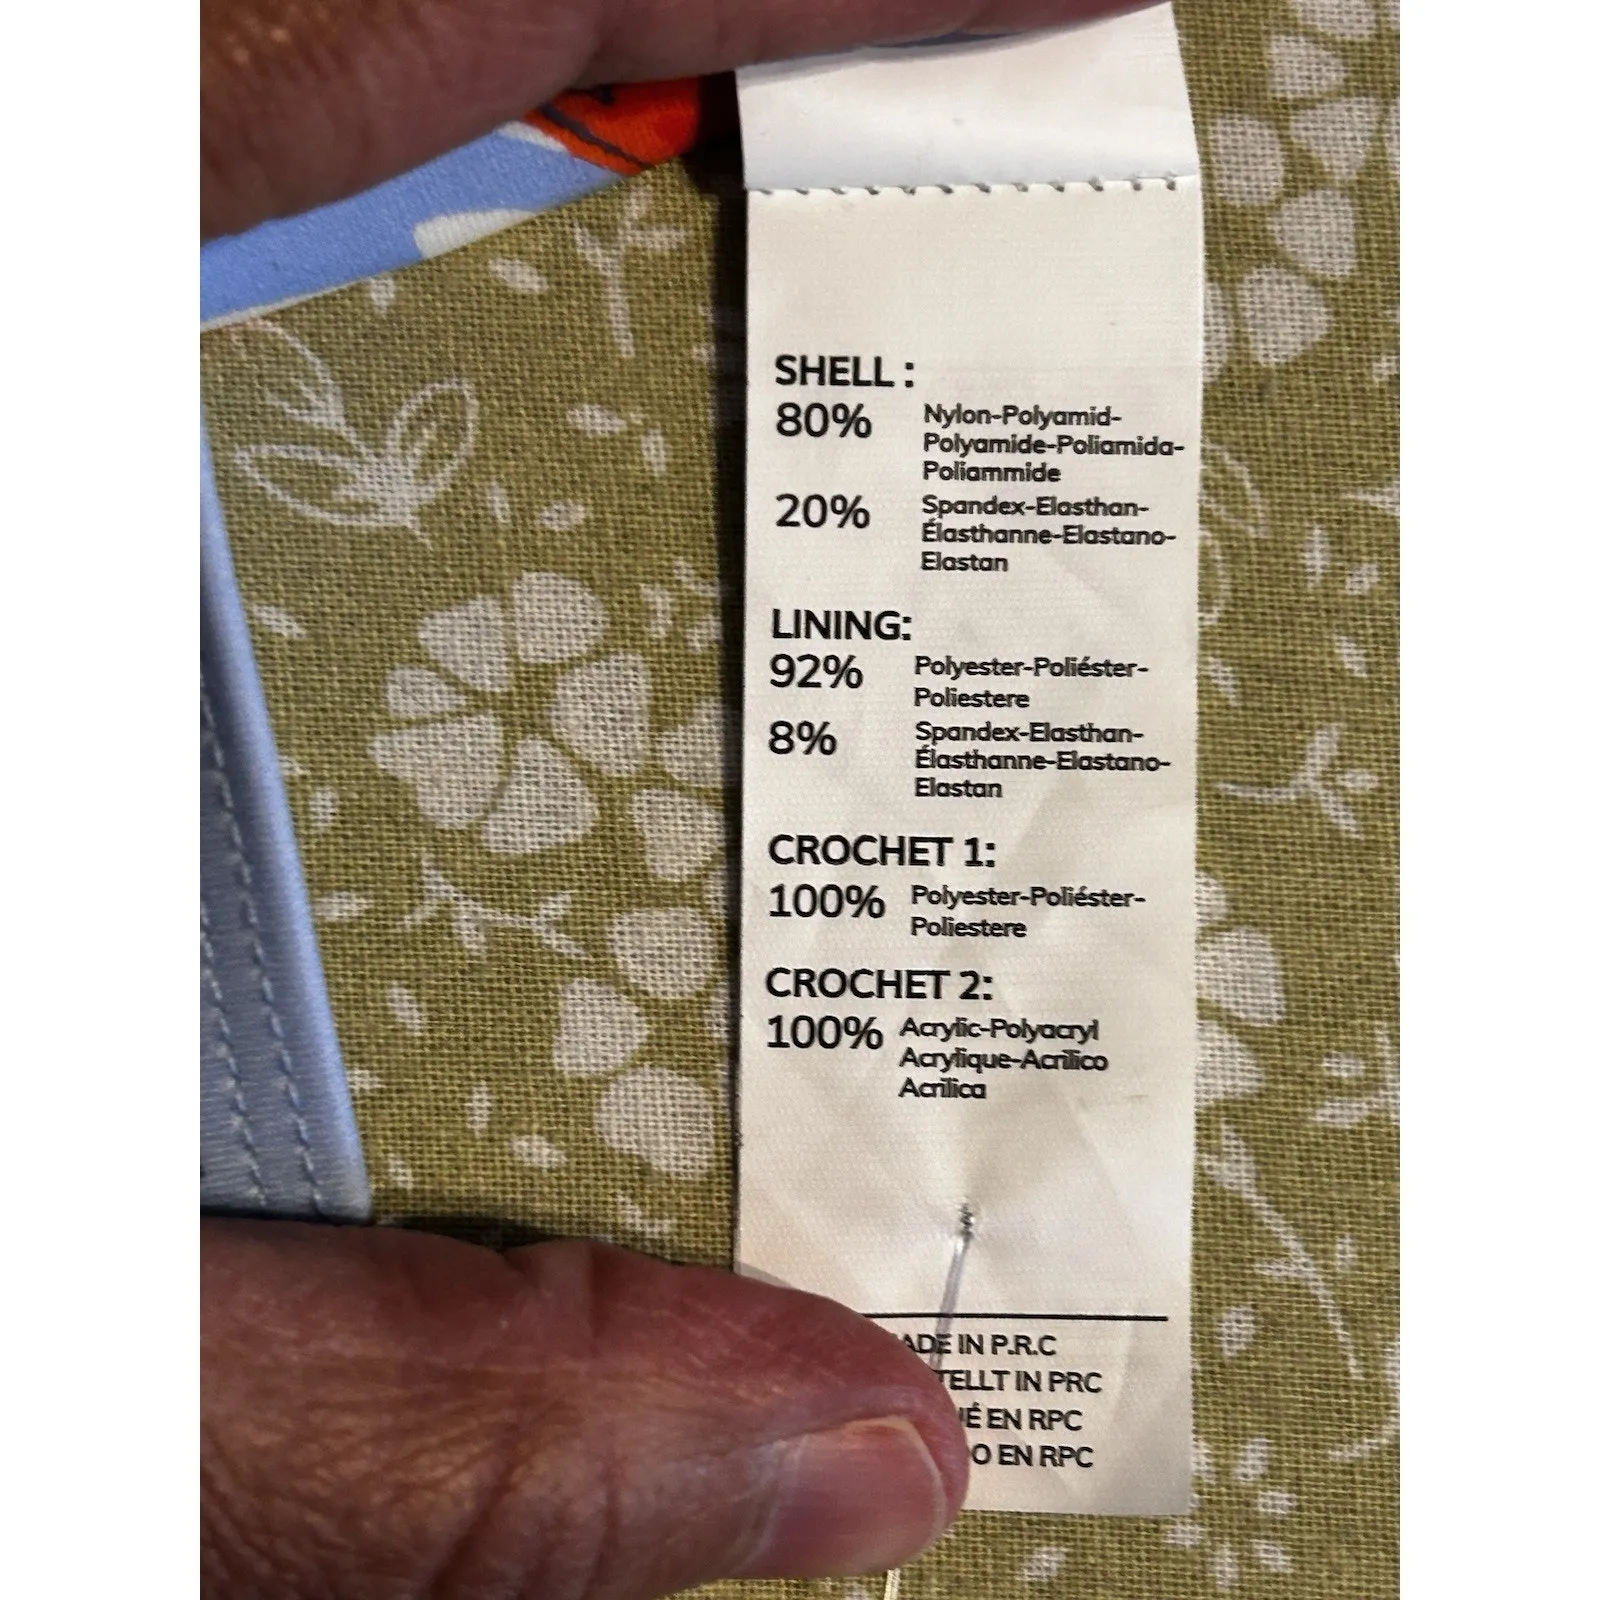 SHELL :
80% Nylon-Polyamid-
Polyamide-Poliamida-
Poliammide
20% Spandex-Elasthan-
Élasthanne-Elastano-
Elastan
LINING:
92% Polyester-Poliéster-
Poliestere
8% Spandex-Elasthan-
Élasthanne-Elastano-
Elastan
CROCHET 1:
100% Polyester-Poliéster-
Poliestere
CROCHET 2:
100% Acrylic-Polyacryl
Acrylique-Acrílico
Acrilica
IN P.R.C
IN PRC
EN RPC
EN RPC